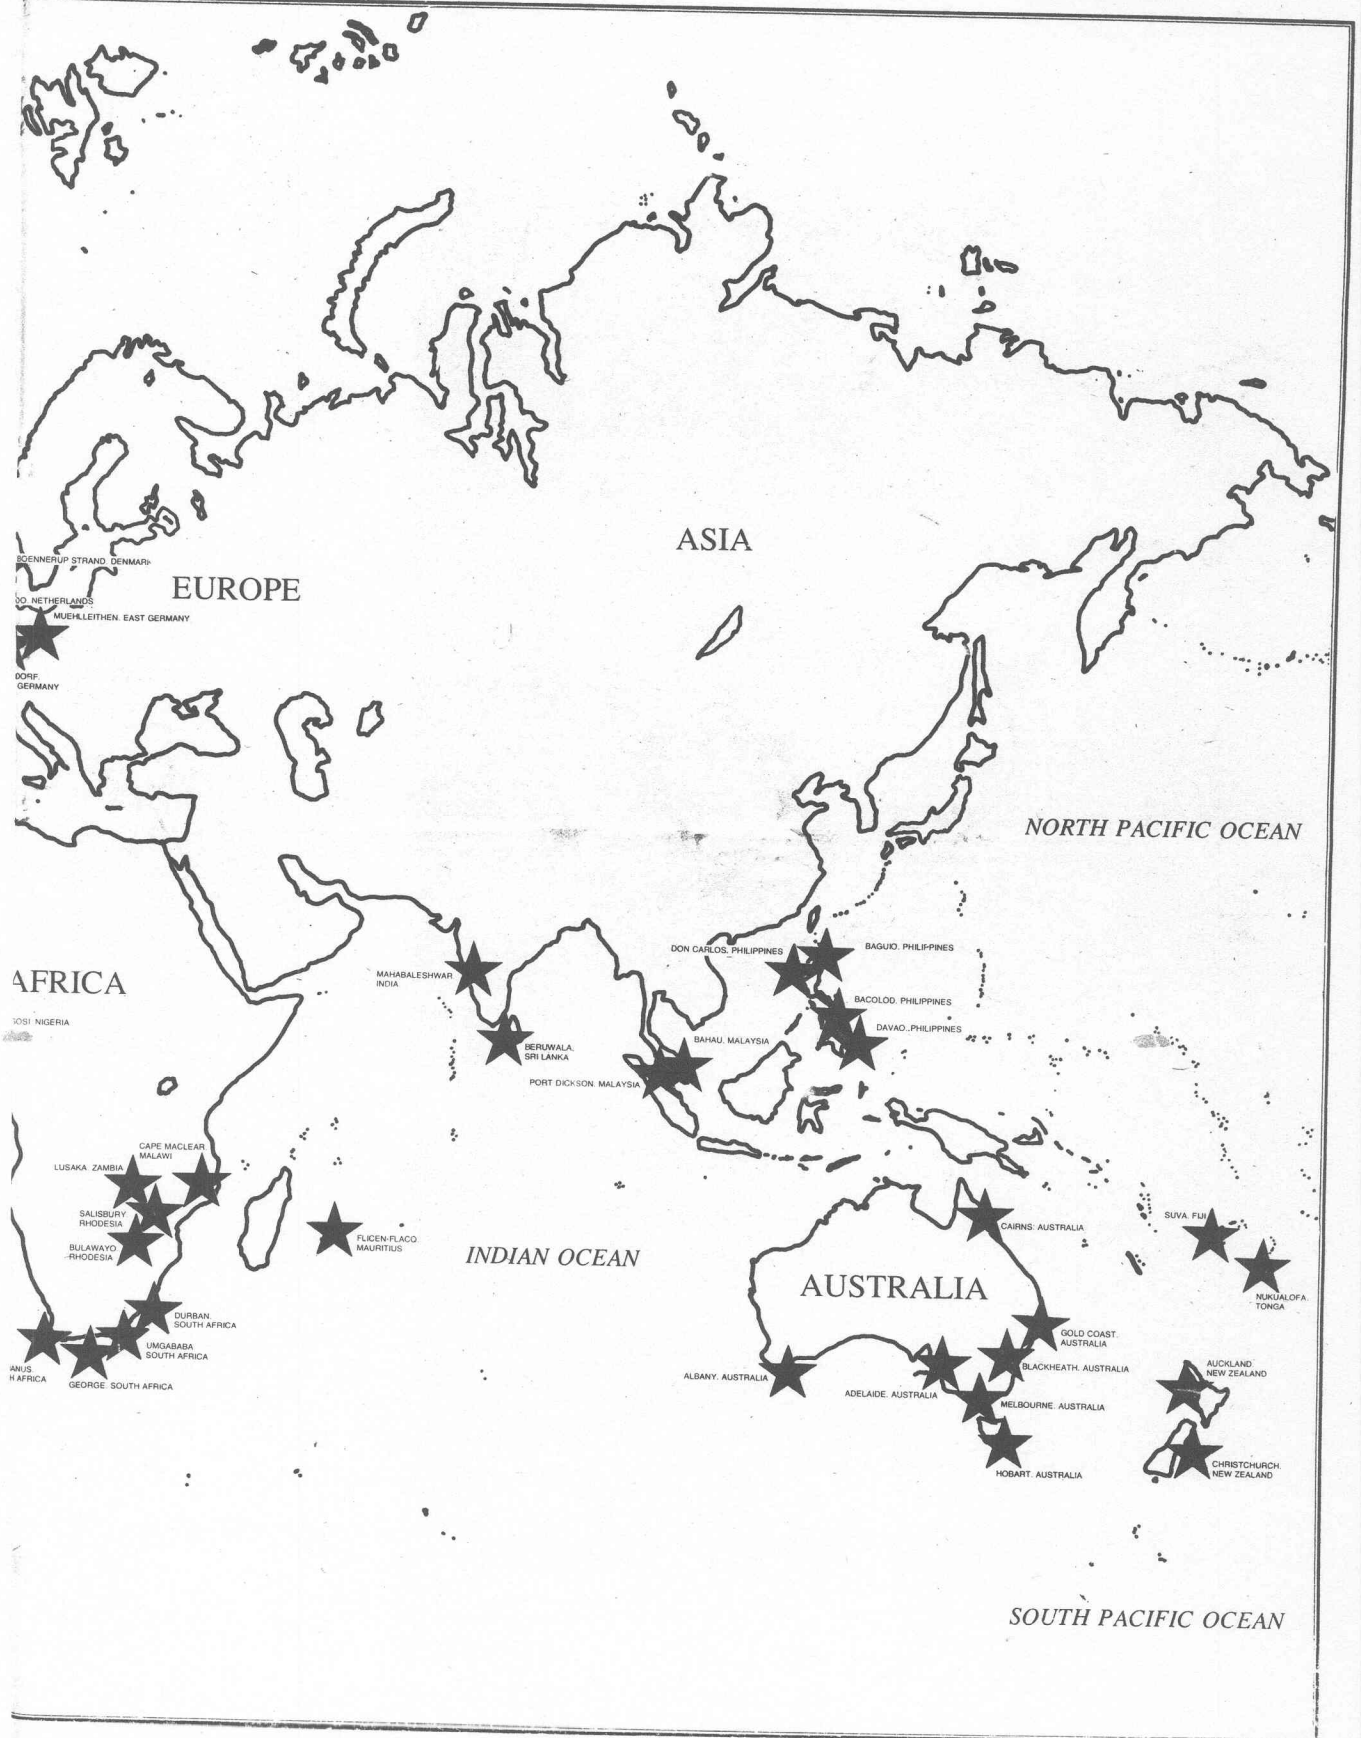 ASIA
BOENNERUP STRAND. DENMARK
EUROPE
NETHERLANDS
MUEHLLEITHEN. EAST GERMANY
DORF.
GERMANY
NORTH PACIFIC OCEAN
DON CARLOS. PHILIPPINES
BAGUIO. PHILIPPINES
MAHABALESHWAR
INDIA
AFRICA
NIGERIA
BACOLOD. PHILIPPINES
DAVAO. PHILIPPINES
BERUWALA.
SRI LANKA
BAHAU. MALAYSIA
PORT DICKSON. MALAYSIA
CAPE MACLEAR.
MALAWI
LUSAKA. ZAMBIA
SALISBURY.
RHODESIA
BULAWAYO
RHODESIA
FLICEN-FLACO.
MAURITIUS
INDIAN OCEAN
CAIRNS. AUSTRALIA
SUVA. FIJI
AUSTRALIA
NUKUALOFA.
TONGA
DURBAN.
SOUTH AFRICA
UMGABABA
SOUTH AFRICA
ANUS.
H AFRICA
GEORGE. SOUTH AFRICA
GOLD COAST.
AUSTRALIA
BLACKHEATH. AUSTRALIA
ALBANY. AUSTRALIA
ADELAIDE. AUSTRALIA
MELBOURNE. AUSTRALIA
AUCKLAND.
NEW ZEALAND
HOBART. AUSTRALIA
CHRISTCHURCH.
NEW ZEALAND
SOUTH PACIFIC OCEAN